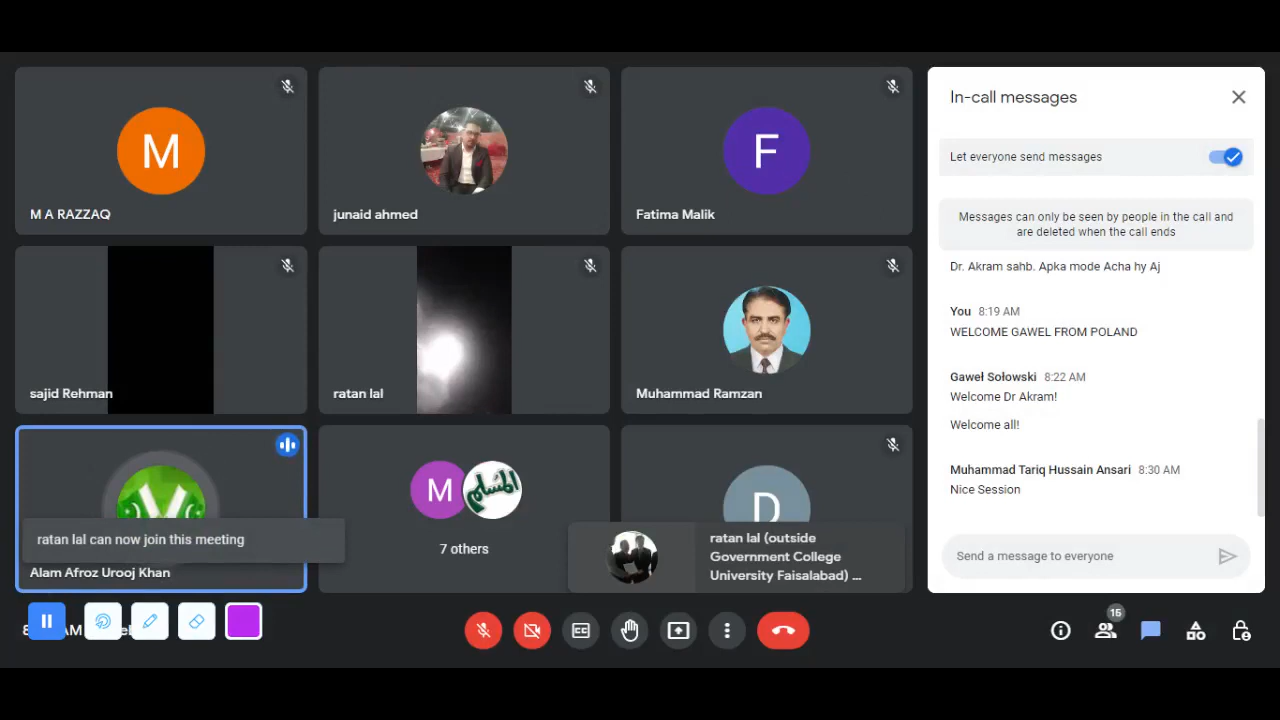 M
M A RAZZAQ
junaid ahmed
F
Fatima Malik
sajid Rehman
ratan lal
Muhammad Ramzan
ratan lal can now join this meeting
Alam Afroz Urooj Khan
M
المسلم
7 others
D
ratan lal (outside
Government College
University Faisalabad) ...
In-call messages
Let everyone send messages
Messages can only be seen by people in the call and
are deleted when the call ends
Dr. Akram sahb. Apka mode Acha hy Aj
You 8:19 AM
WELCOME GAWEL FROM POLAND
Gaweł Sołowski 8:22 AM
Welcome Dr Akram!
Welcome all!
Muhammad Tariq Hussain Ansari 8:30 AM
Nice Session
Send a message to everyone
16